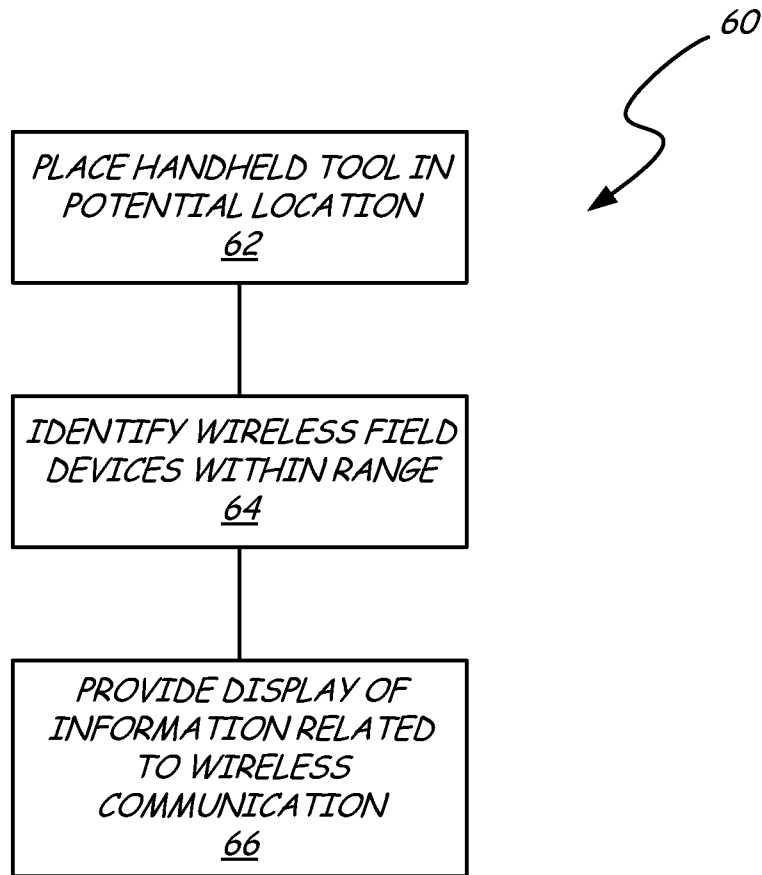 60
PLACE HANDHELD TOOL IN
POTENTIAL LOCATION
62
IDENTIFY WIRELESS FIELD
DEVICES WITHIN RANGE
64
PROVIDE DISPLAY OF
INFORMATION RELATED
TO WIRELESS
COMMUNICATION
66